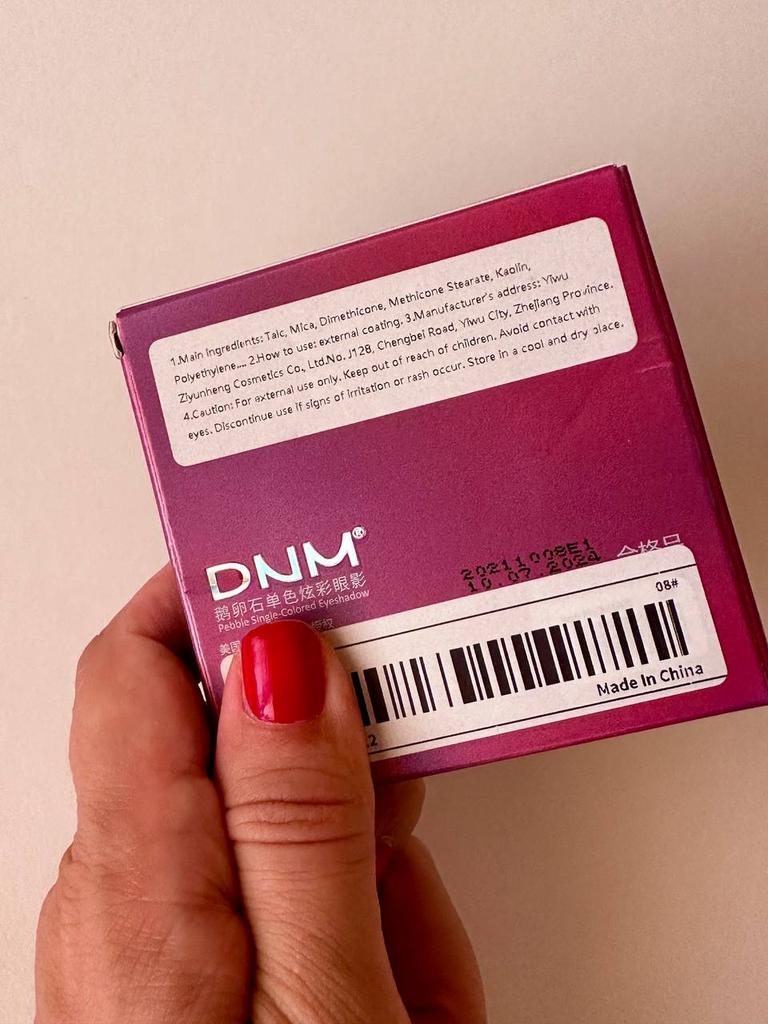 1.Main Ingredients: Talc, Mica, Dimethicone, Methicone Stearate, Kaolin,
Polyethylene.... 2.How to use: external coating. 3.Manufacturer's address: Yiwu
Ziyunheng Cosmetics Co., Ltd.No. J128, Chengbei Road, Yiwu City, Zhejiang Province.
4.Caution: For external use only. Keep out of reach of children. Avoid contact with
eyes. Discontinue use if signs of irritation or rash occur. Store in a cool and dry place.
DNM®
鹅卵石单色炫彩眼影
Pebble Single-Colored Eyeshadow
20211008E1
10.07.2024
合格品
08#
Made In China